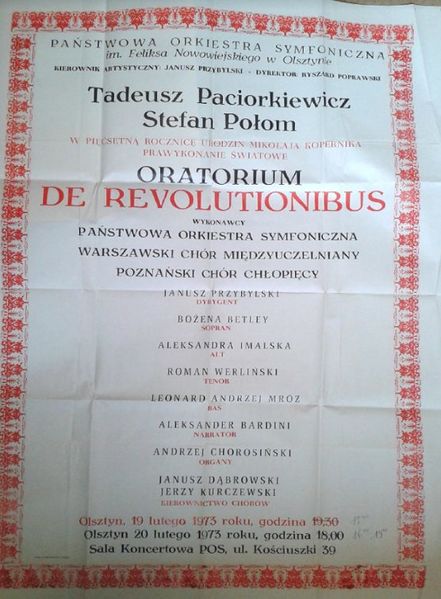 PAŃSTWOWA ORKIESTRA SYMFONICZNA
im. Feliksa Nowowiejskiego w Olsztynie
KIEROWNIK ARTYSTYCZNY: JANUSZ PRZYBYLSKI - DYREKTOR RYSZARD POPRAWSKI
Tadeusz Paciorkiewicz
Stefan Połom
W PIĘĆSETNĄ ROCZNICĘ URODZIN MIKOŁAJA KOPERNIKA
PRAWYKONANIE ŚWIATOWE
ORATORIUM
DE REVOLUTIONIBUS
WYKONAWCY
PAŃSTWOWA ORKIESTRA SYMFONICZNA
WARSZAWSKI CHÓR MIĘDZYUCZELNIANY
POZNAŃSKI CHÓR CHŁOPIĘCY
JANUSZ PRZYBYLSKI
DYRYGENT
BOŻENA BETLEY
SOPRAN
ALEKSANDRA IMALSKA
ALT
ROMAN WERLIŃSKI
TENOR
LEONARD ANDRZEJ MRÓZ
BAS
ALEKSANDER BARDINI
NARRATOR
ANDRZEJ CHOROSIŃSKI
ORGANY
JANUSZ DĄBROWSKI
JERZY KURCZEWSKI
KIEROWNICTWO CHÓRÓW
Olsztyn, 19 lutego 1973 roku, godzina 19,30
Olsztyn, 20 lutego 1973 roku, godzina 18,00
Sala Koncertowa POS, ul. Kościuszki 39